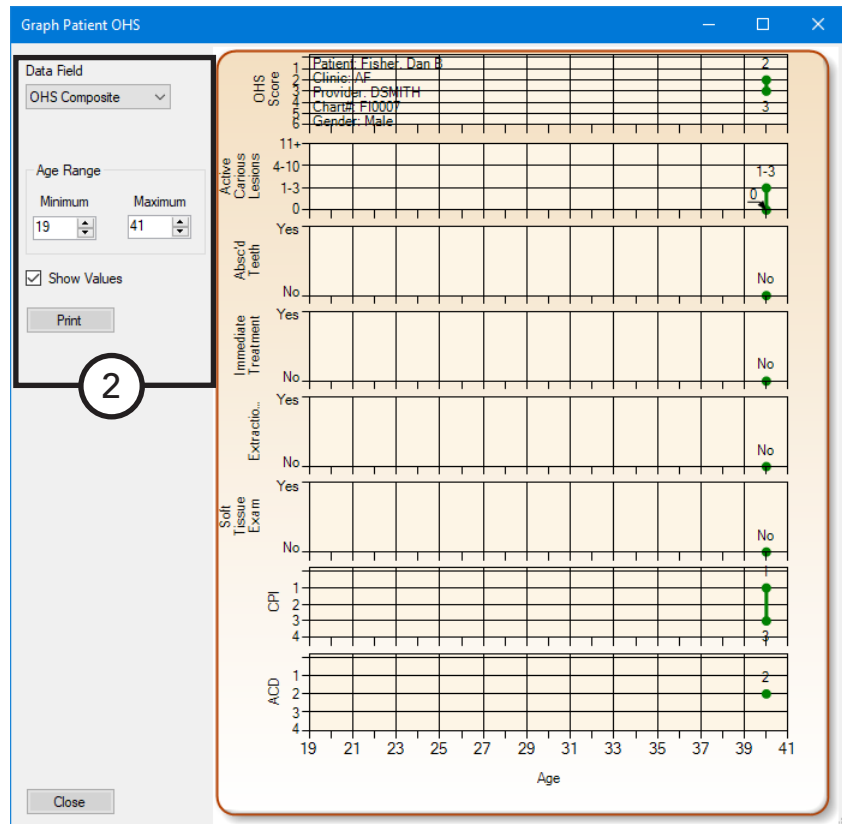 Graph Patient OHS
Data Field
OHS Composite
Age Range
Minimum Maximum
19 41
Show Values
Print
2
Close
OHS
Score
1
2
3
4
5
6
Patient: Fisher, Dan B
Clinic: AF
Provider: DSMITH
Chart#: FI0007
Gender: Male
2
3
Active
Carious
Lesions
11+
4-10
1-3
0
1-3
0
Absc'd
Teeth
Yes
No
No
Immediate
Treatment
Yes
No
No
Extractio...
Yes
No
No
Soft
Tissue
Exam
Yes
No
No
CPI
1
2
3
4
1
3
ACD
1
2
3
4
2
19 21 23 25 27 29 31 33 35 37 39 41
Age